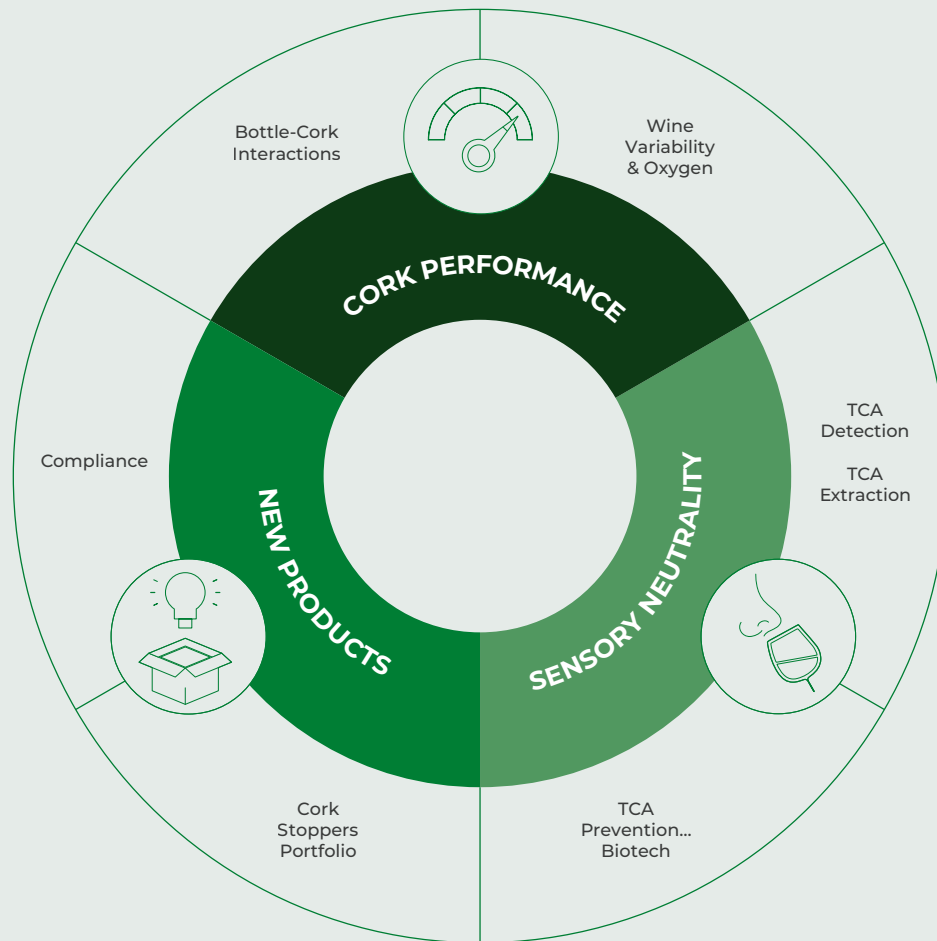 Bottle-Cork
Interactions
Wine
Variability
& Oxygen
CORK PERFORMANCE
TCA
Detection
TCA
Extraction
Compliance
NEW PRODUCTS
SENSORY NEUTRALITY
Cork
Stoppers
Portfolio
TCA
Prevention...
Biotech